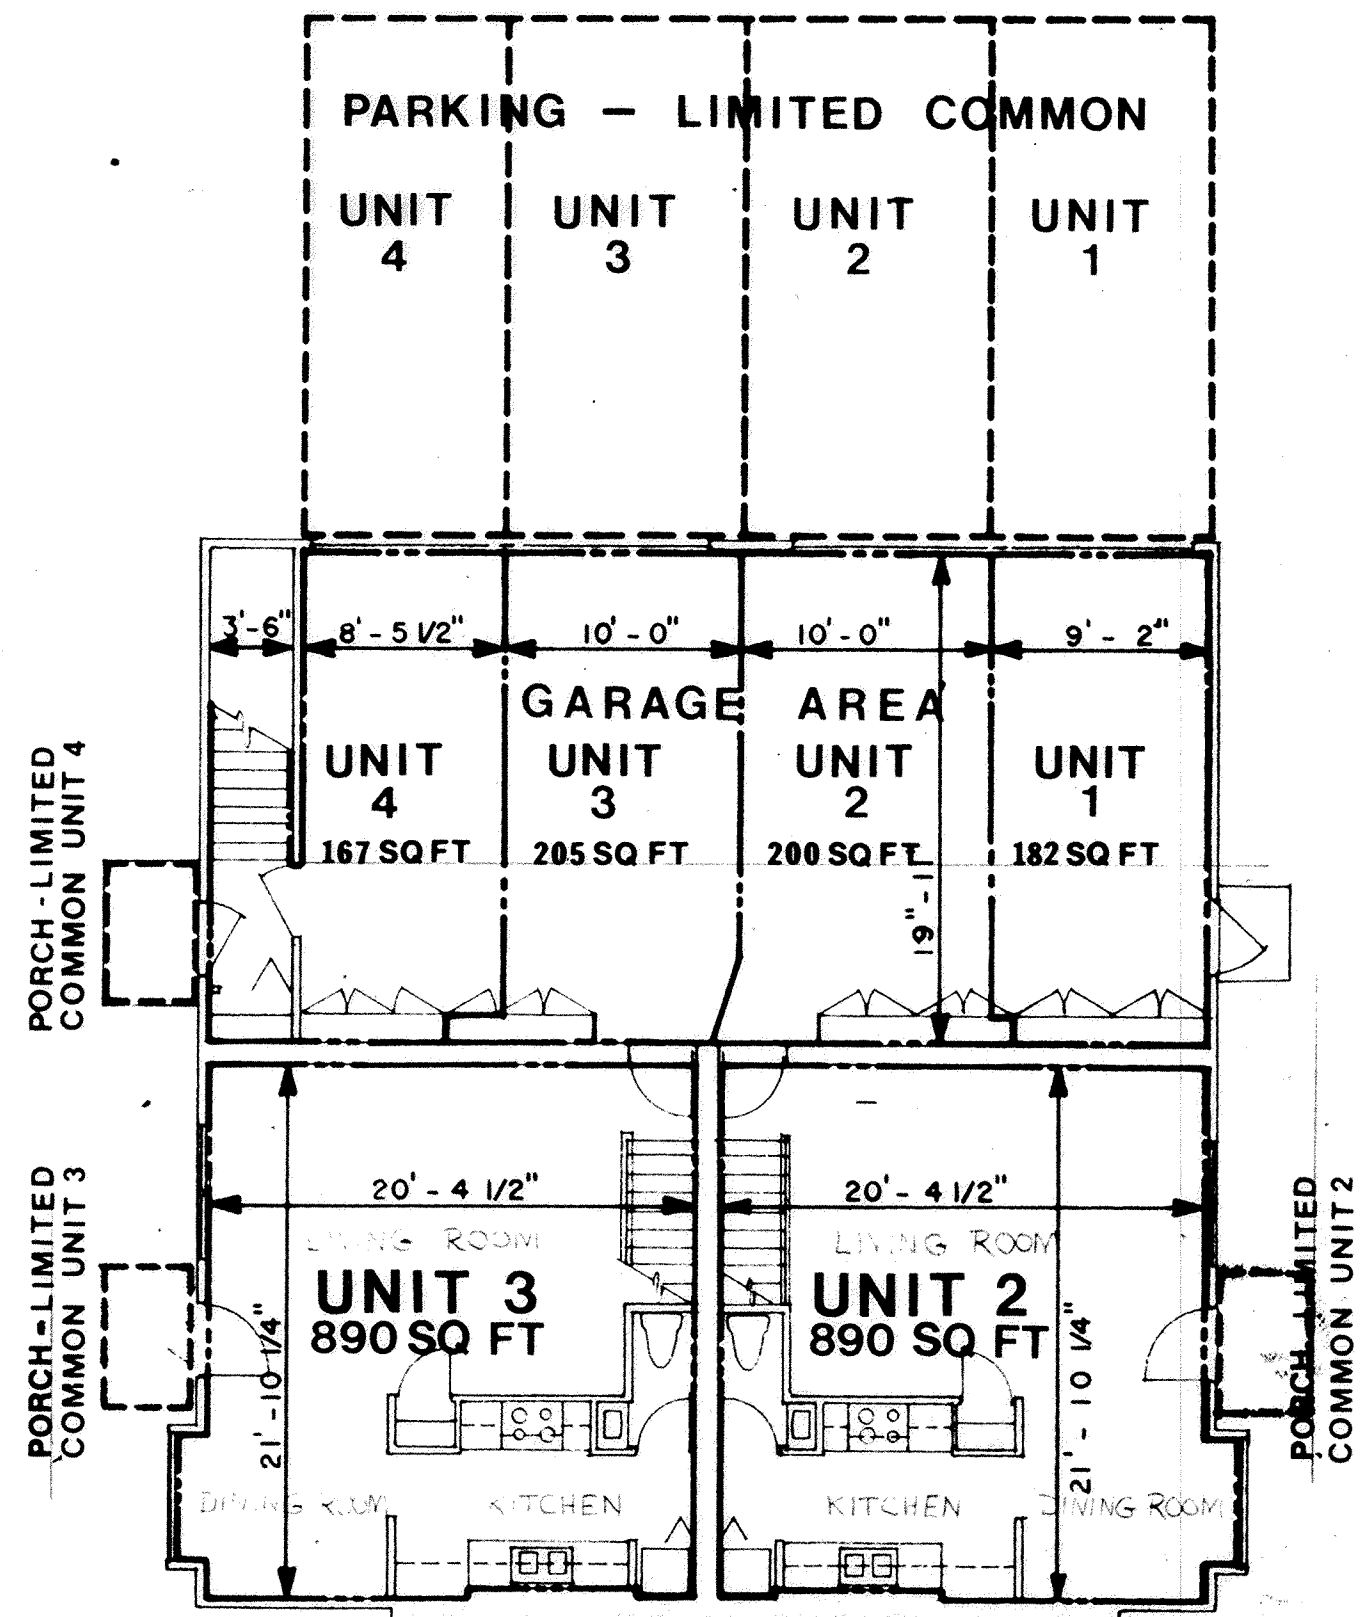 PARKING - LIMITED COMMON
UNIT 4
UNIT 3
UNIT 2
UNIT 1
3'-6"
8'-5 1/2"
10'-0"
10'-0"
9'- 2"
GARAGE AREA
UNIT 4
167 SQ FT
UNIT 3
205 SQ FT
UNIT 2
200 SQ FT
UNIT 1
182 SQ FT
19"-1"
PORCH-LIMITED
COMMON UNIT 4
20'-4 1/2"
20'-4 1/2"
LIVING ROOM
LIVING ROOM
UNIT 3
890 SQ FT
UNIT 2
890 SQ FT
21'-10 1/4"
21'-10 1/4"
PORCH-LIMITED
COMMON UNIT 3
PORCH LIMITED
COMMON UNIT 2
DINING ROOM
KITCHEN
KITCHEN
DINING ROOM